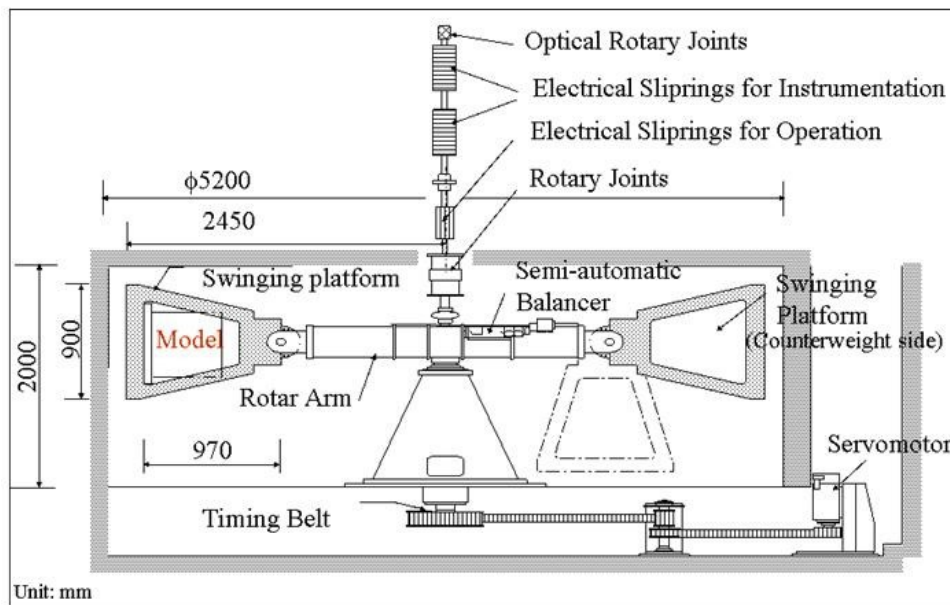 Optical Rotary Joints
Electrical Sliprings for Instrumentation
Electrical Sliprings for Operation
ϕ5200
Rotary Joints
2450
Swinging platform
Semi-automatic
Balancer
Swinging
Platform
(Counterweight side)
Model
900
2000
Rotar Arm
970
Servomotor
Timing Belt
Unit: mm